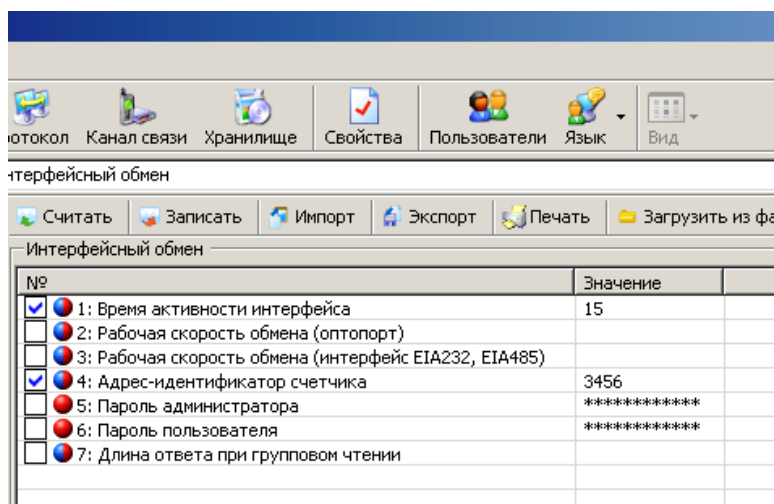 отокол Канал связи Хранилище Свойства Пользователи Язык Вид
нтерфейсный обмен
Считать Записать Импорт Экспорт Печать Загрузить из фа
Интерфейсный обмен
№ Значение
1: Время активности интерфейса 15
2: Рабочая скорость обмена (оптопорт)
3: Рабочая скорость обмена (интерфейс EIA232, EIA485)
4: Адрес-идентификатор счетчика 3456
5: Пароль администратора ************
6: Пароль пользователя ************
7: Длина ответа при групповом чтении